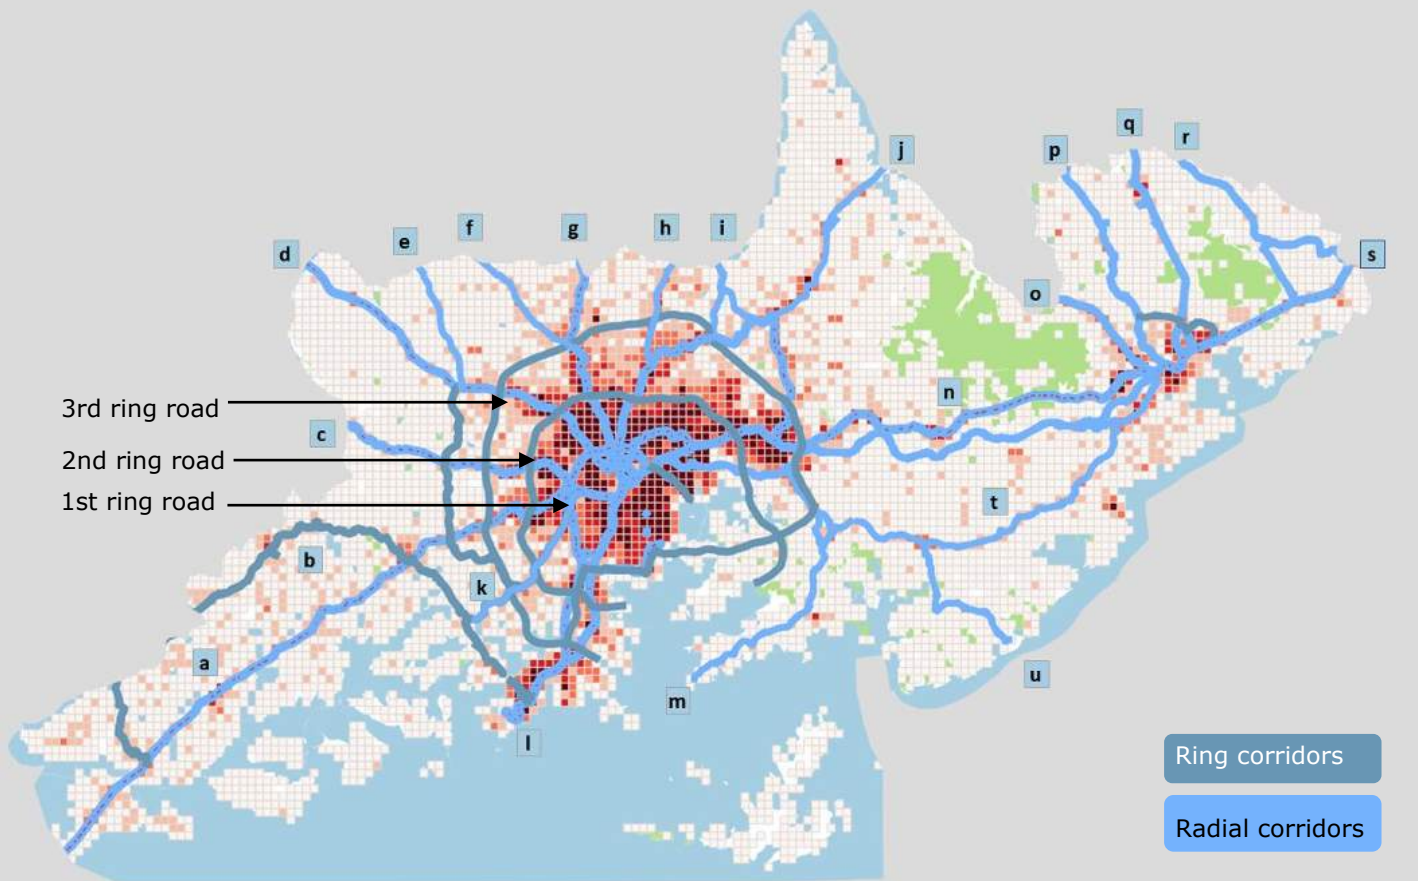 q
r
p
j
f
g
h
i
e
d
s
o
n
3rd ring road
c
2nd ring road
1st ring road
t
b
k
a
u
m
l
Ring corridors
Radial corridors